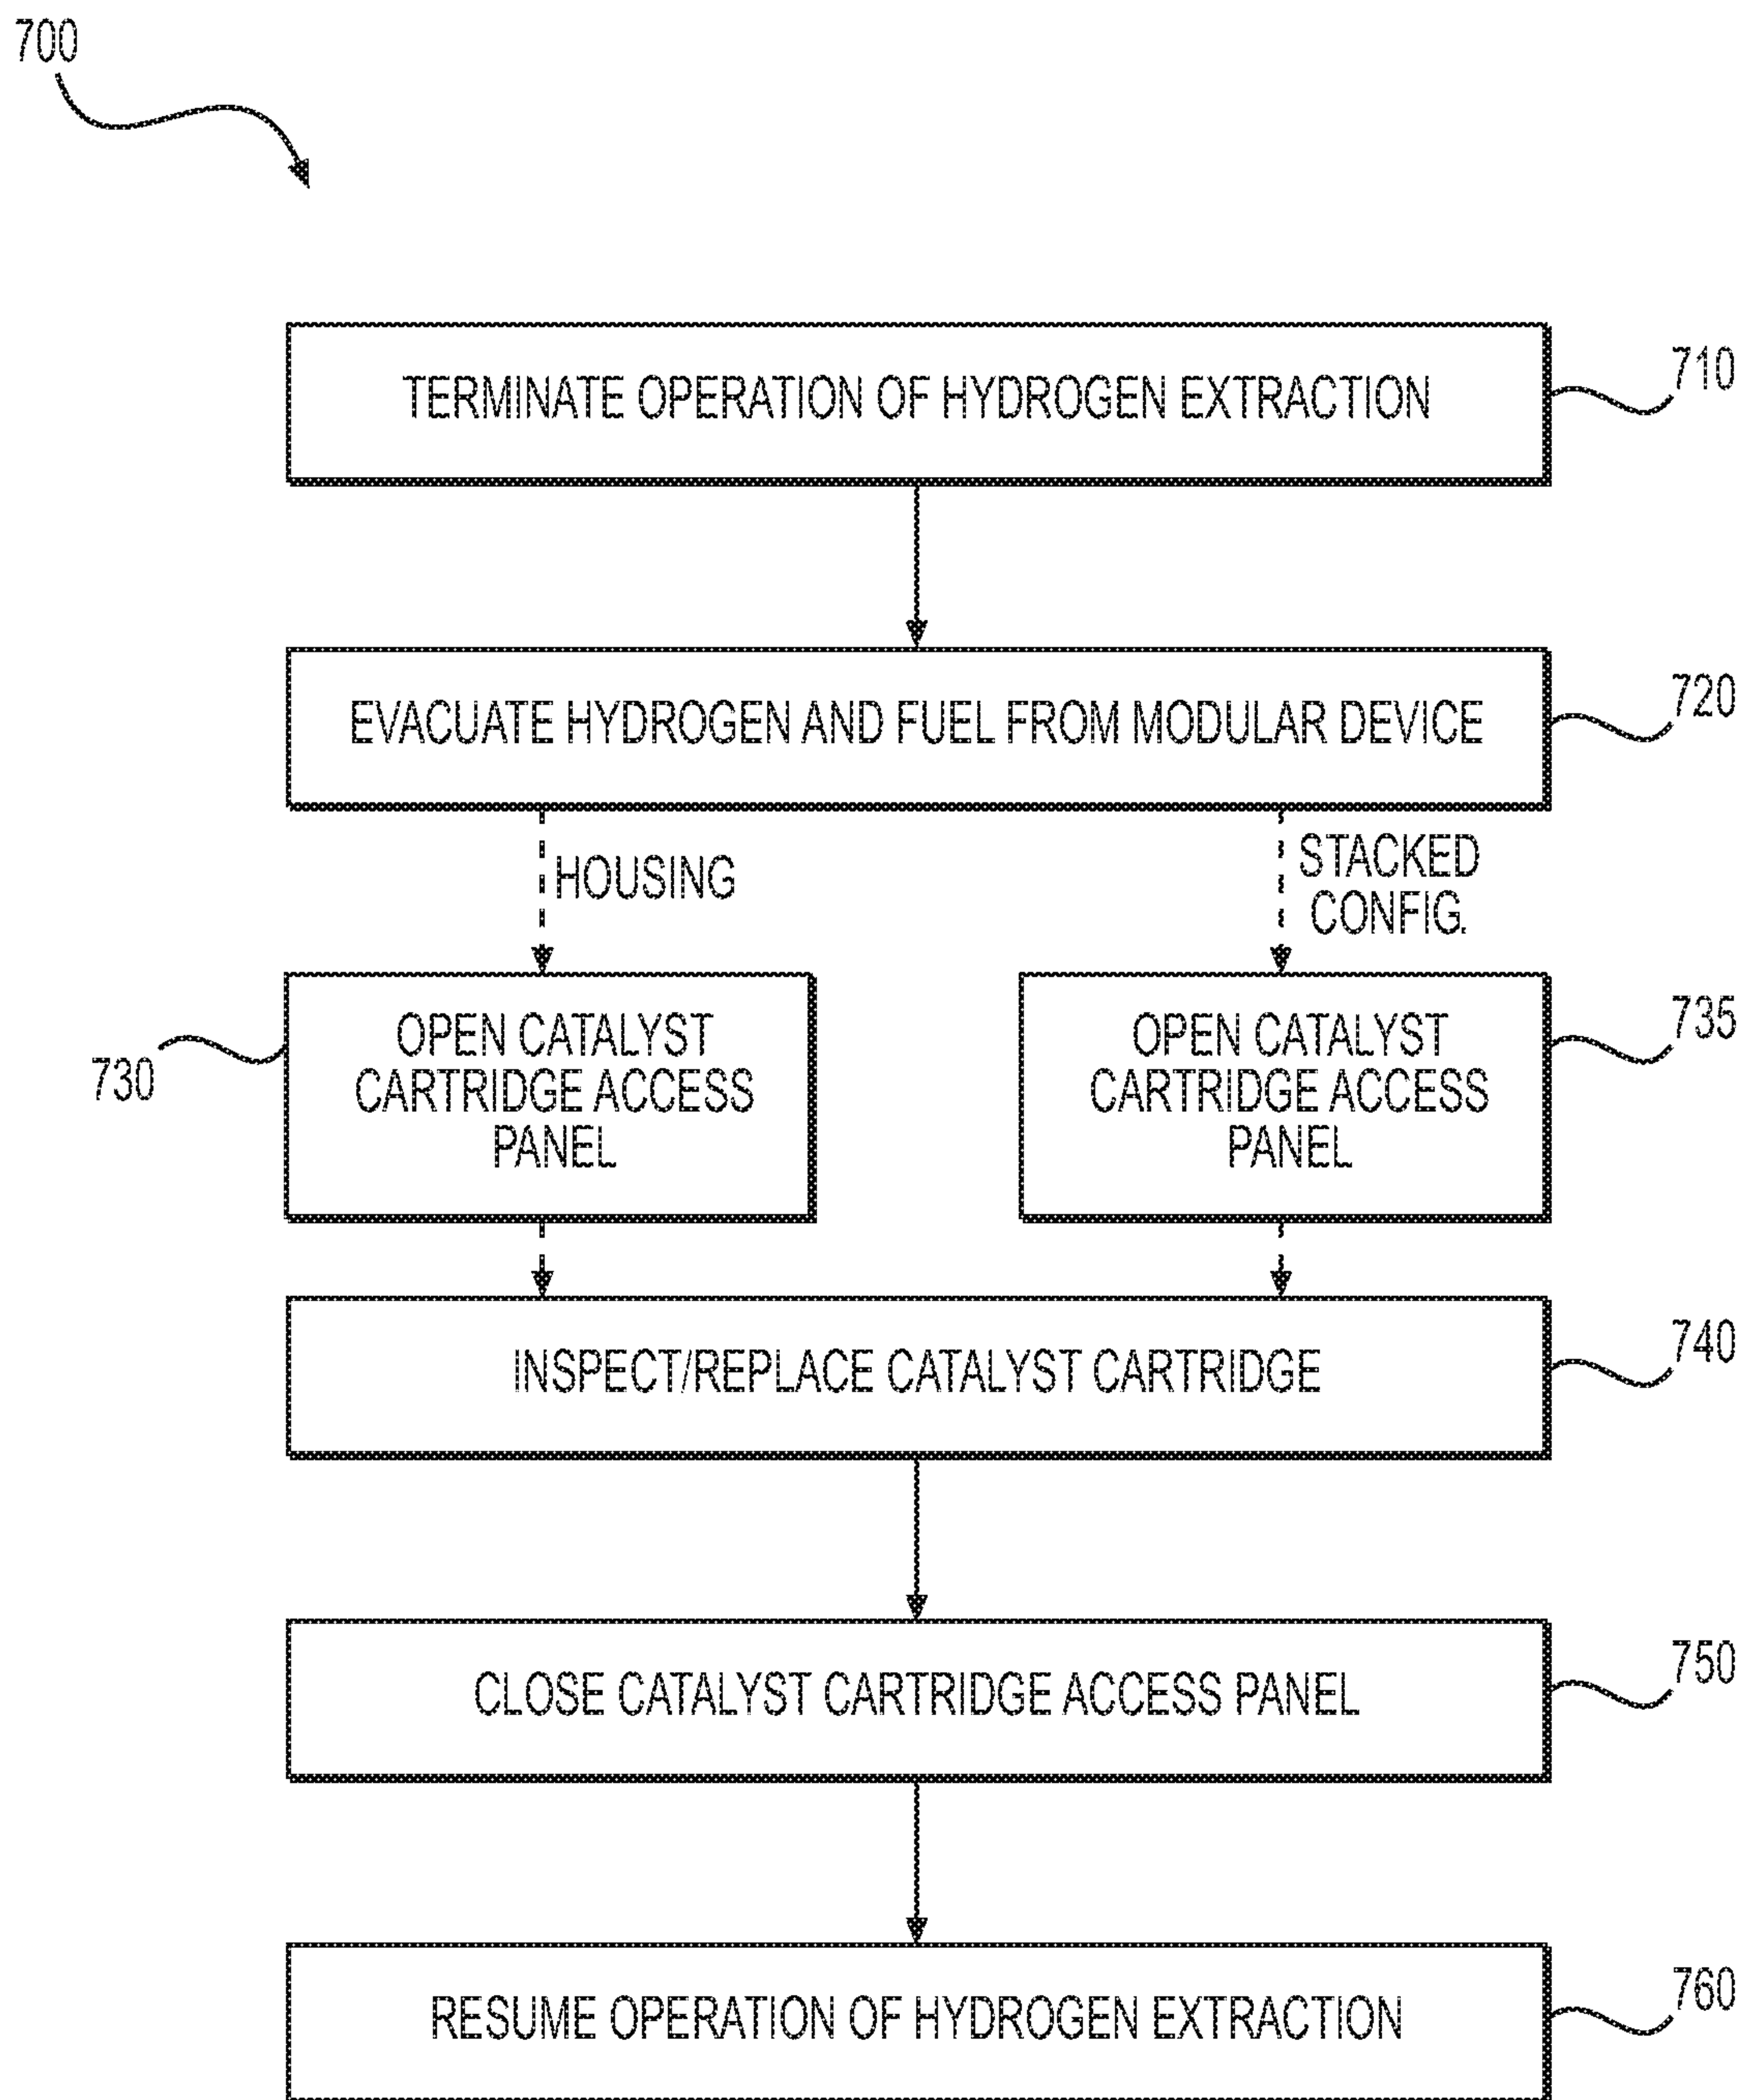 700
TERMINATE OPERATION OF HYDROGEN EXTRACTION
710
EVACUATE HYDROGEN AND FUEL FROM MODULAR DEVICE
720
HOUSING
STACKED
CONFIG.
730
OPEN CATALYST
CARTRIDGE ACCESS
PANEL
OPEN CATALYST
CARTRIDGE ACCESS
PANEL
735
INSPECT/REPLACE CATALYST CARTRIDGE
740
CLOSE CATALYST CARTRIDGE ACCESS PANEL
750
RESUME OPERATION OF HYDROGEN EXTRACTION
760